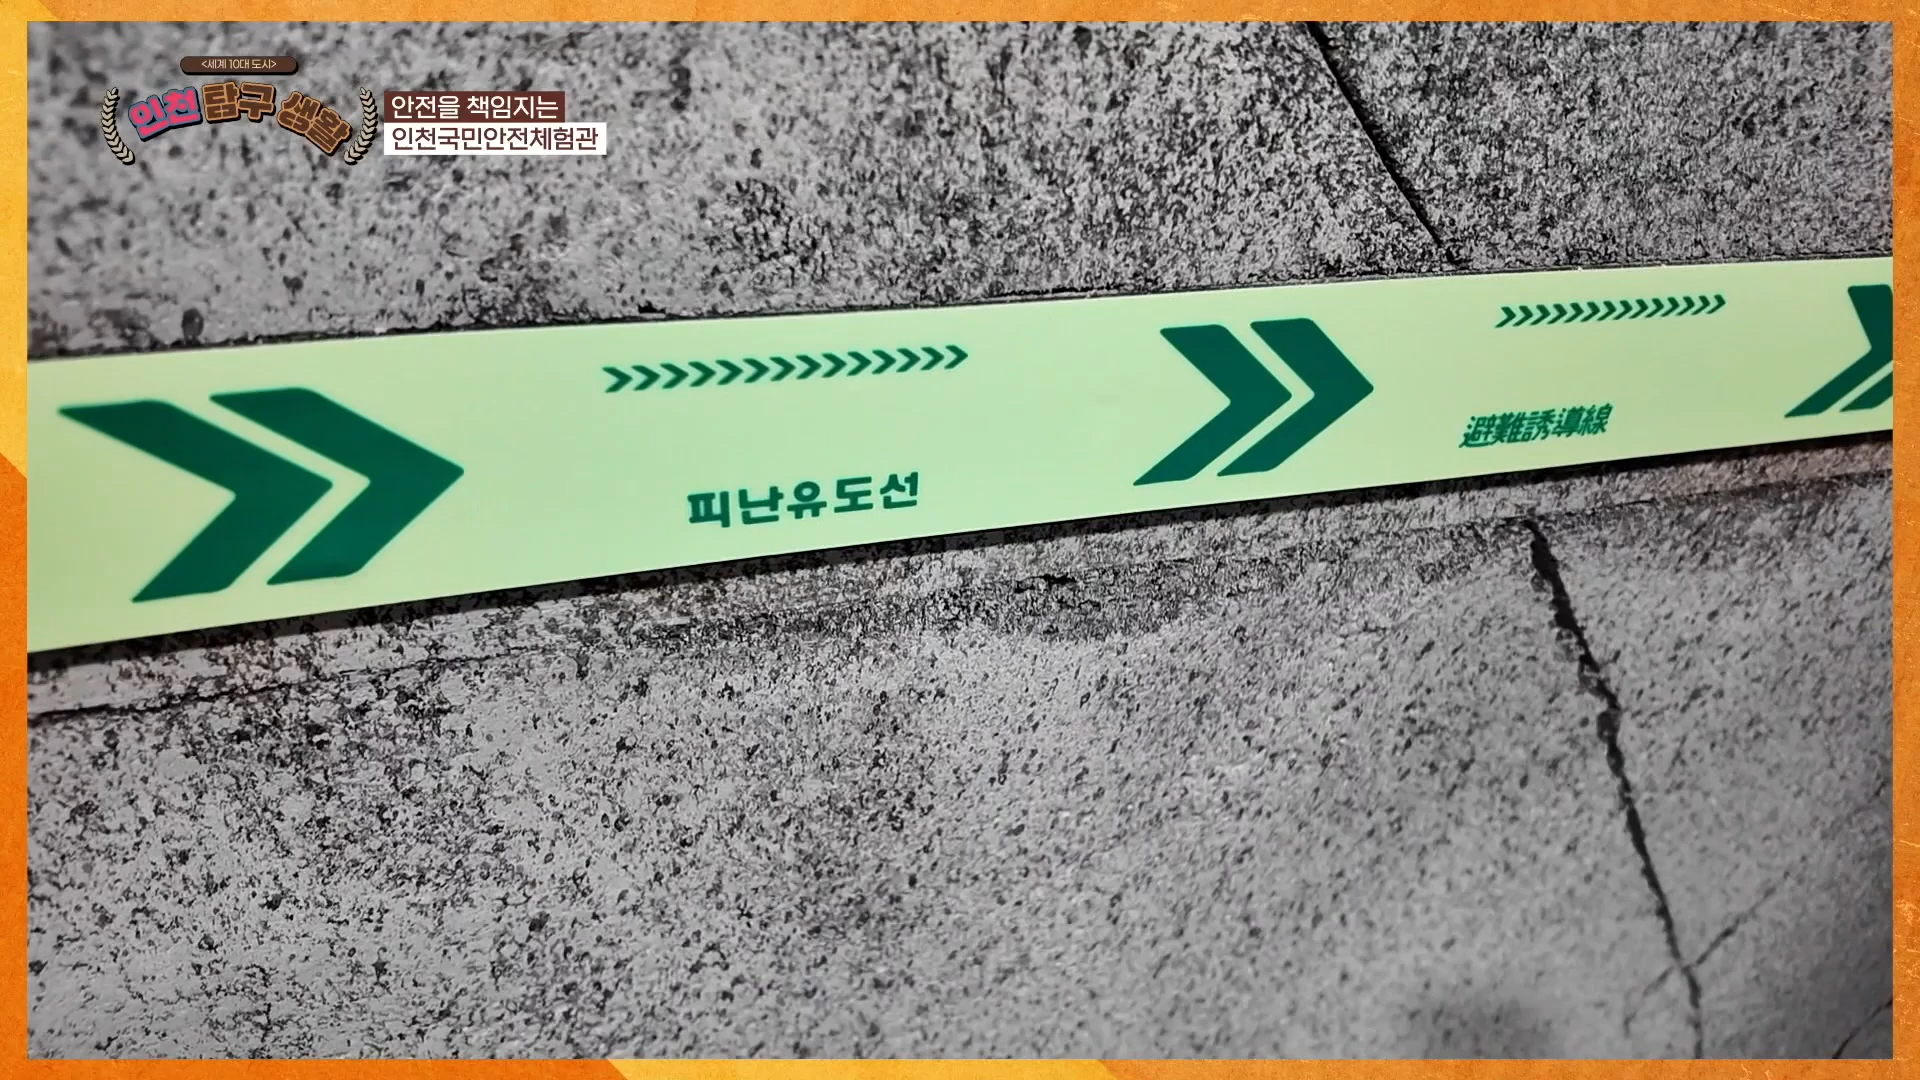 <세계 10대 도시>
인천 탐구 생활
안전을 책임지는
인천국민안전체험관
피난유도선
避難誘導線